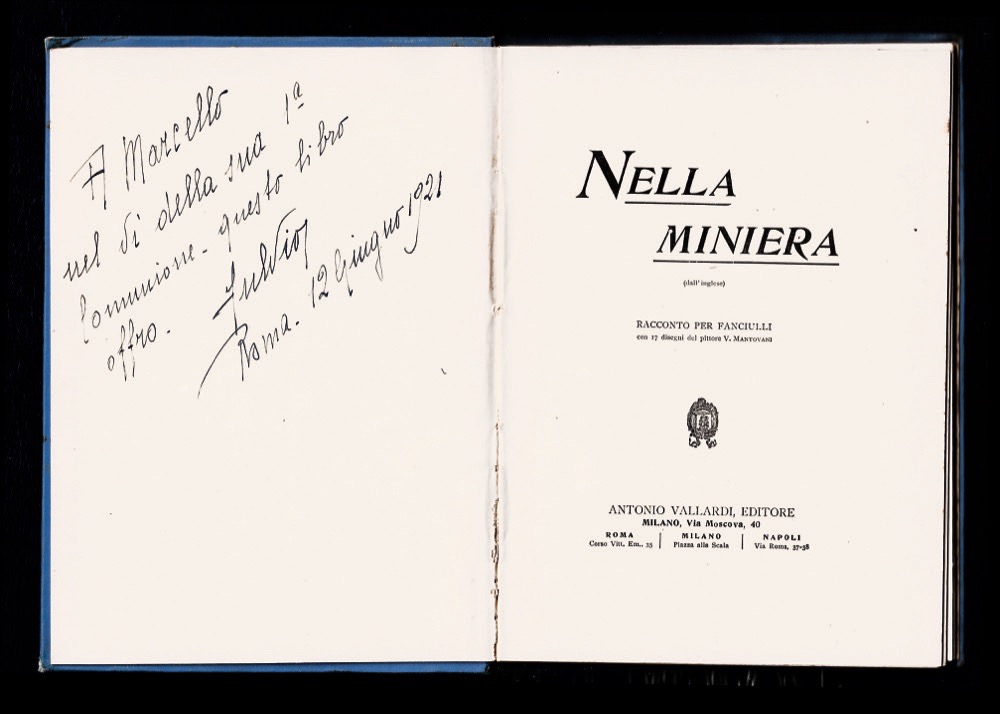 A Marcello
nel dì della sua 1ª
Comunione - questo libro
offro. Fulvio
Roma. 12 Giugno 1921
NELLA
MINIERA
(dall'inglese)
RACCONTO PER FANCIULLI
con 17 disegni del pittore V. MANTOVANI
ANTONIO VALLARDI, EDITORE
MILANO, Via Moscova, 40
ROMA | MILANO | NAPOLI
Corso Vitt. Em., 35 | Piazza alla Scala | Via Roma, 37-38